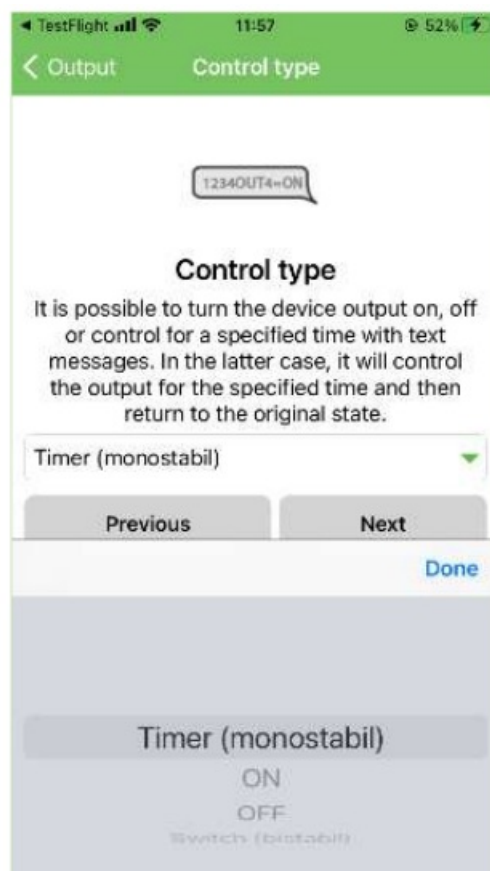 TestFlight 11:57 52%
Output Control type
1234OUT4=ON
Control type
It is possible to turn the device output on, off
or control for a specified time with text
messages. In the latter case, it will control
the output for the specified time and then
return to the original state.
Timer (monostabil)
Previous Next
Done
Timer (monostabil)
ON
OFF
Switch (bistabil)